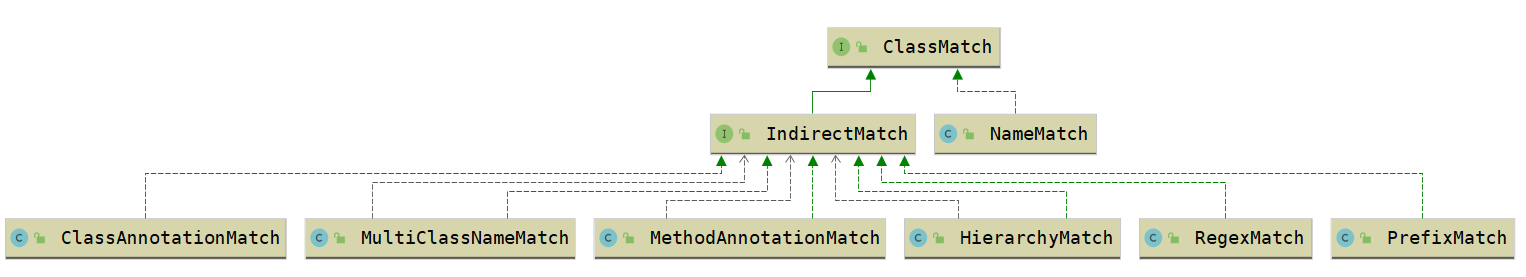 I ClassMatch
I IndirectMatch
C NameMatch
C ClassAnnotationMatch
C MultiClassNameMatch
C MethodAnnotationMatch
C HierarchyMatch
C RegexMatch
C PrefixMatch